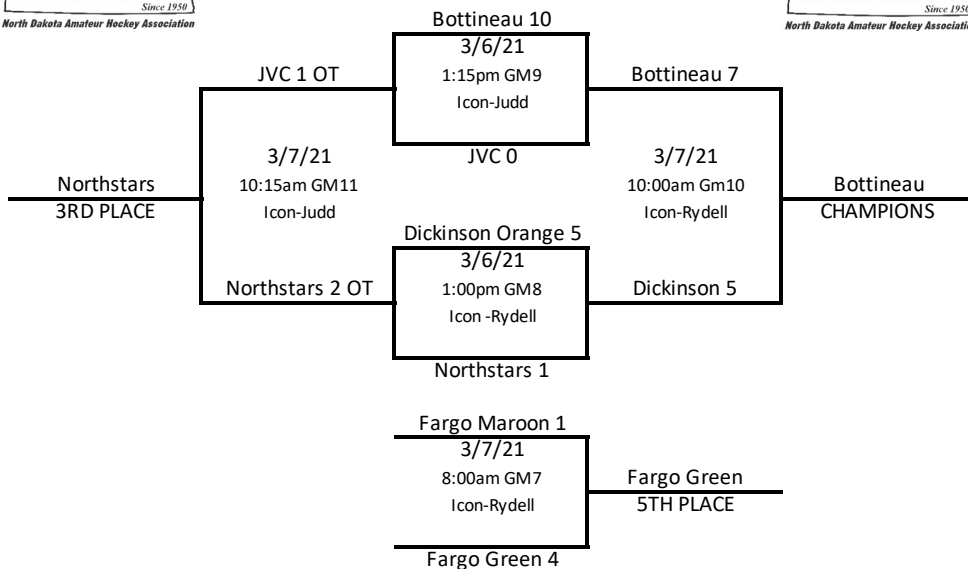 Since 1950
North Dakota Amateur Hockey Association
Since 1950
North Dakota Amateur Hockey Associatio
Bottineau 10
3/6/21
1:15pm GM9
Icon-Judd
JVC 0
JVC 1 OT
Bottineau 7
3/7/21
10:15am GM11
Icon-Judd
3/7/21
10:00am Gm10
Icon-Rydell
Northstars
3RD PLACE
Bottineau
CHAMPIONS
Dickinson Orange 5
3/6/21
1:00pm GM8
Icon -Rydell
Northstars 1
Northstars 2 OT
Dickinson 5
Fargo Maroon 1
3/7/21
8:00am GM7
Icon-Rydell
Fargo Green 4
Fargo Green
5TH PLACE